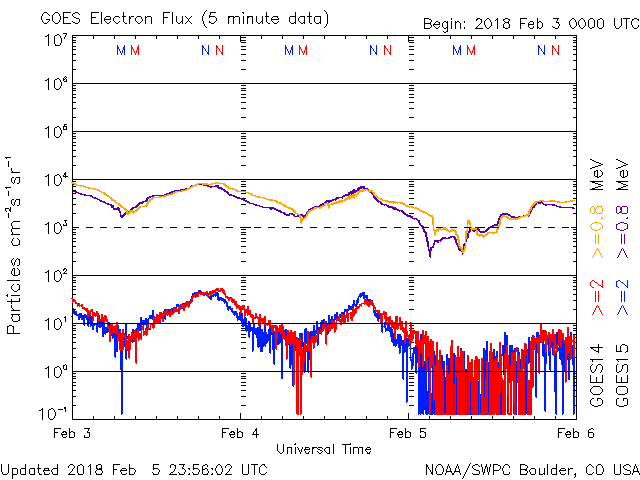 GOES Electron Flux (5 minute data)
Begin: 2018 Feb 3 0000 UTC
M M N N M M N N M M N N
10⁷
10⁶
10⁵
10⁴
10³
10²
10¹
10⁰
10⁻¹
Particles cm⁻²s⁻¹sr⁻¹
Feb 3 Feb 4 Feb 5 Feb 6
Universal Time
GOES14 >=2 >=0.8 MeV
GOES15 >=2 >=0.8 MeV
Updated 2018 Feb 5 23:56:02 UTC
NOAA/SWPC Boulder, CO USA